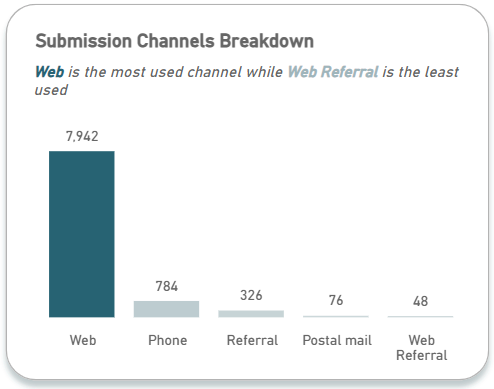 Submission Channels Breakdown
Web is the most used channel while Web Referral is the least
used
7,942
784
326
76
48
Web
Phone
Referral
Postal mail
Web
Referral